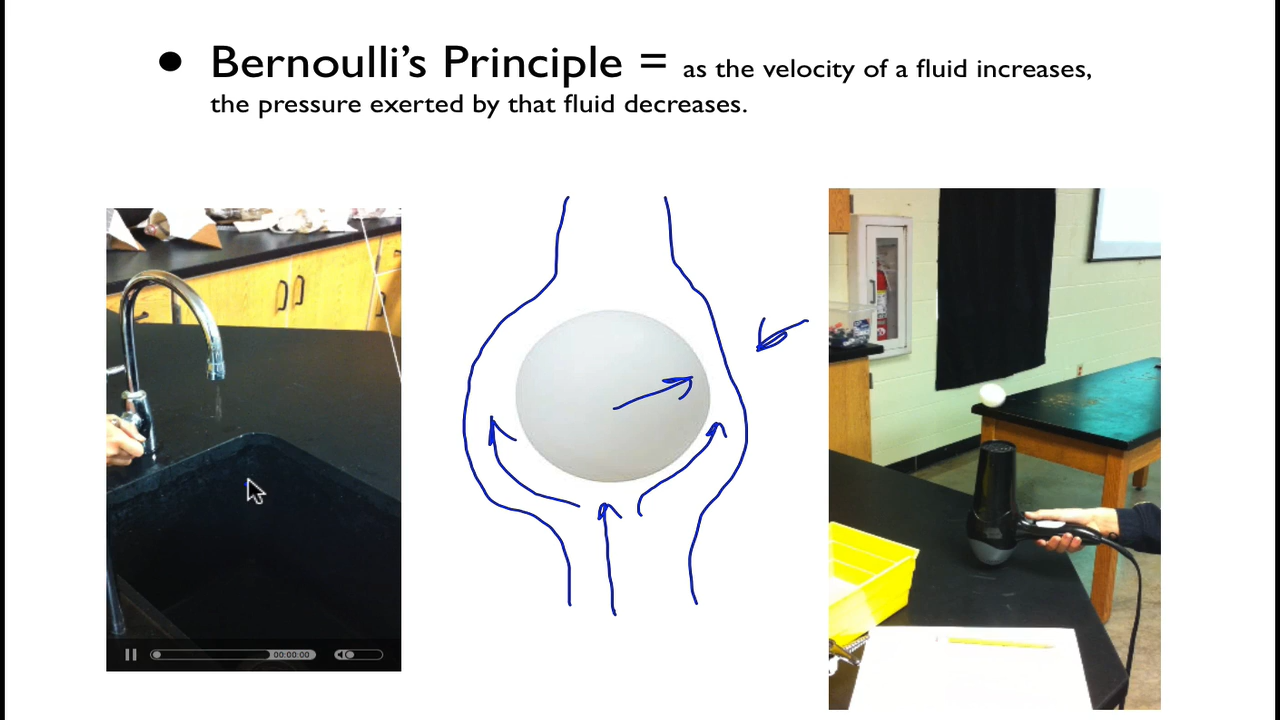 • Bernoulli's Principle = as the velocity of a fluid increases,
the pressure exerted by that fluid decreases.
00:00:00